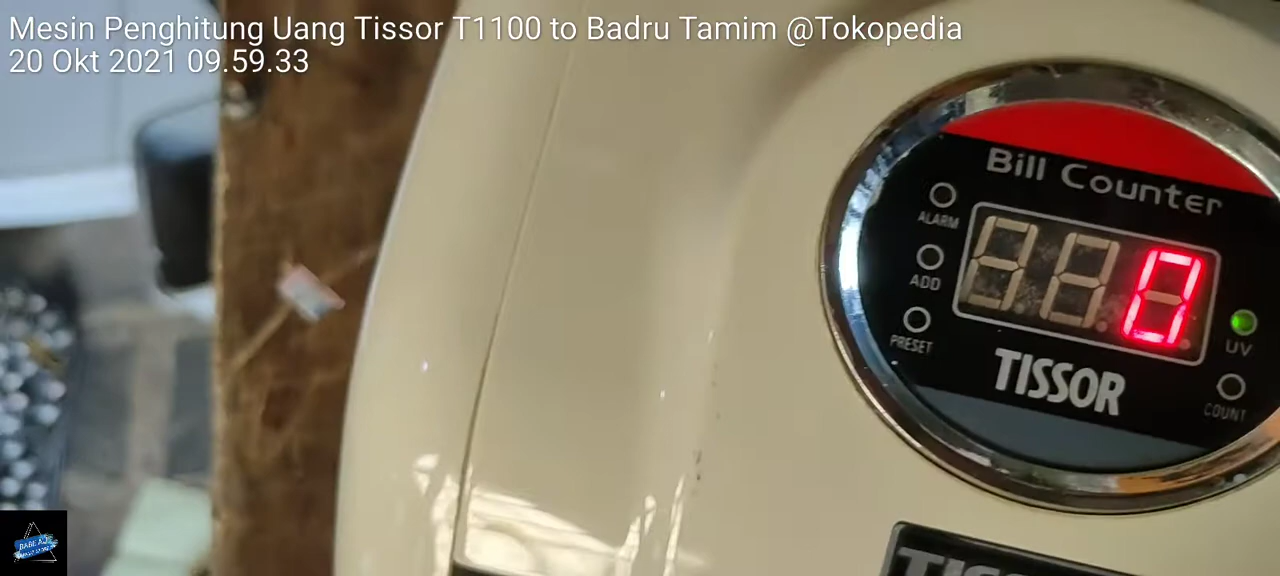 Mesin Penghitung Uang Tissor T1100 to Badru Tamim @Tokopedia
20 Okt 2021 09.59.33
Bill Counter
ALARM
ADD
0
PRESET
UV
TISSOR
COUNT